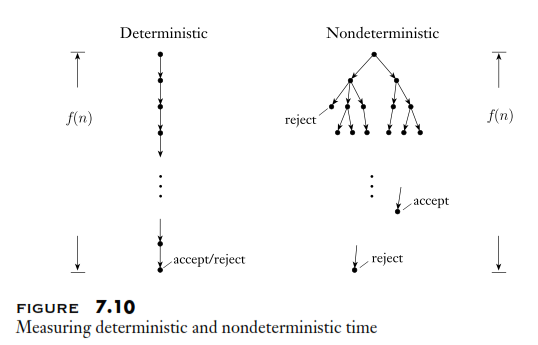 Deterministic
Nondeterministic
f(n)
reject
f(n)
accept
accept/reject
reject
FIGURE 7.10
Measuring deterministic and nondeterministic time